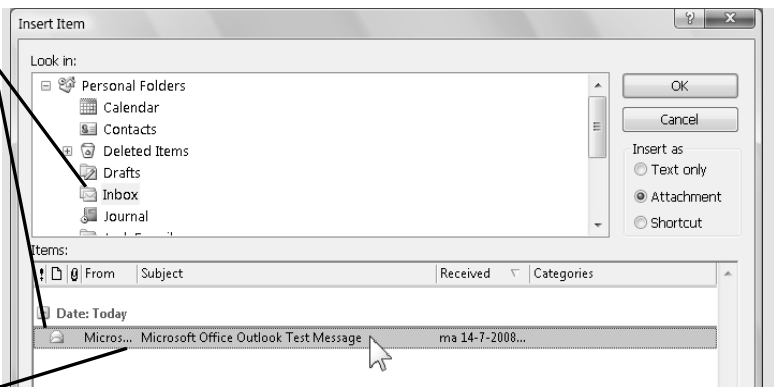 Insert Item
Look in:
Personal Folders
OK
Calendar
Contacts
Cancel
Deleted Items
Insert as
Drafts
Text only
Inbox
Attachment
Journal
Shortcut
Items:
From Subject Received Categories
Date: Today
Micros... Microsoft Office Outlook Test Message ma 14-7-2008...